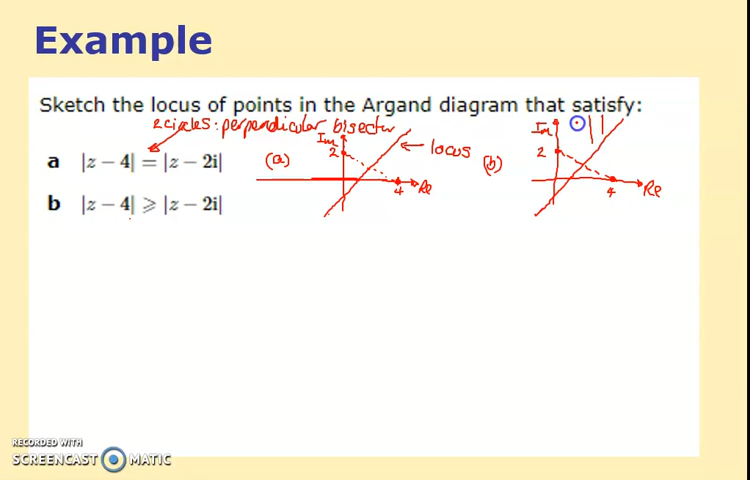 Example
Sketch the locus of points in the Argand diagram that satisfy:
2 circles: perpendicular bisector
a |z − 4| = |z − 2i|
(a) Im 2 4 Re
← locus
(b) Im 2 4 Re
b |z − 4| ⩾ |z − 2i|
RECORDED WITH
SCREENCAST MATIC